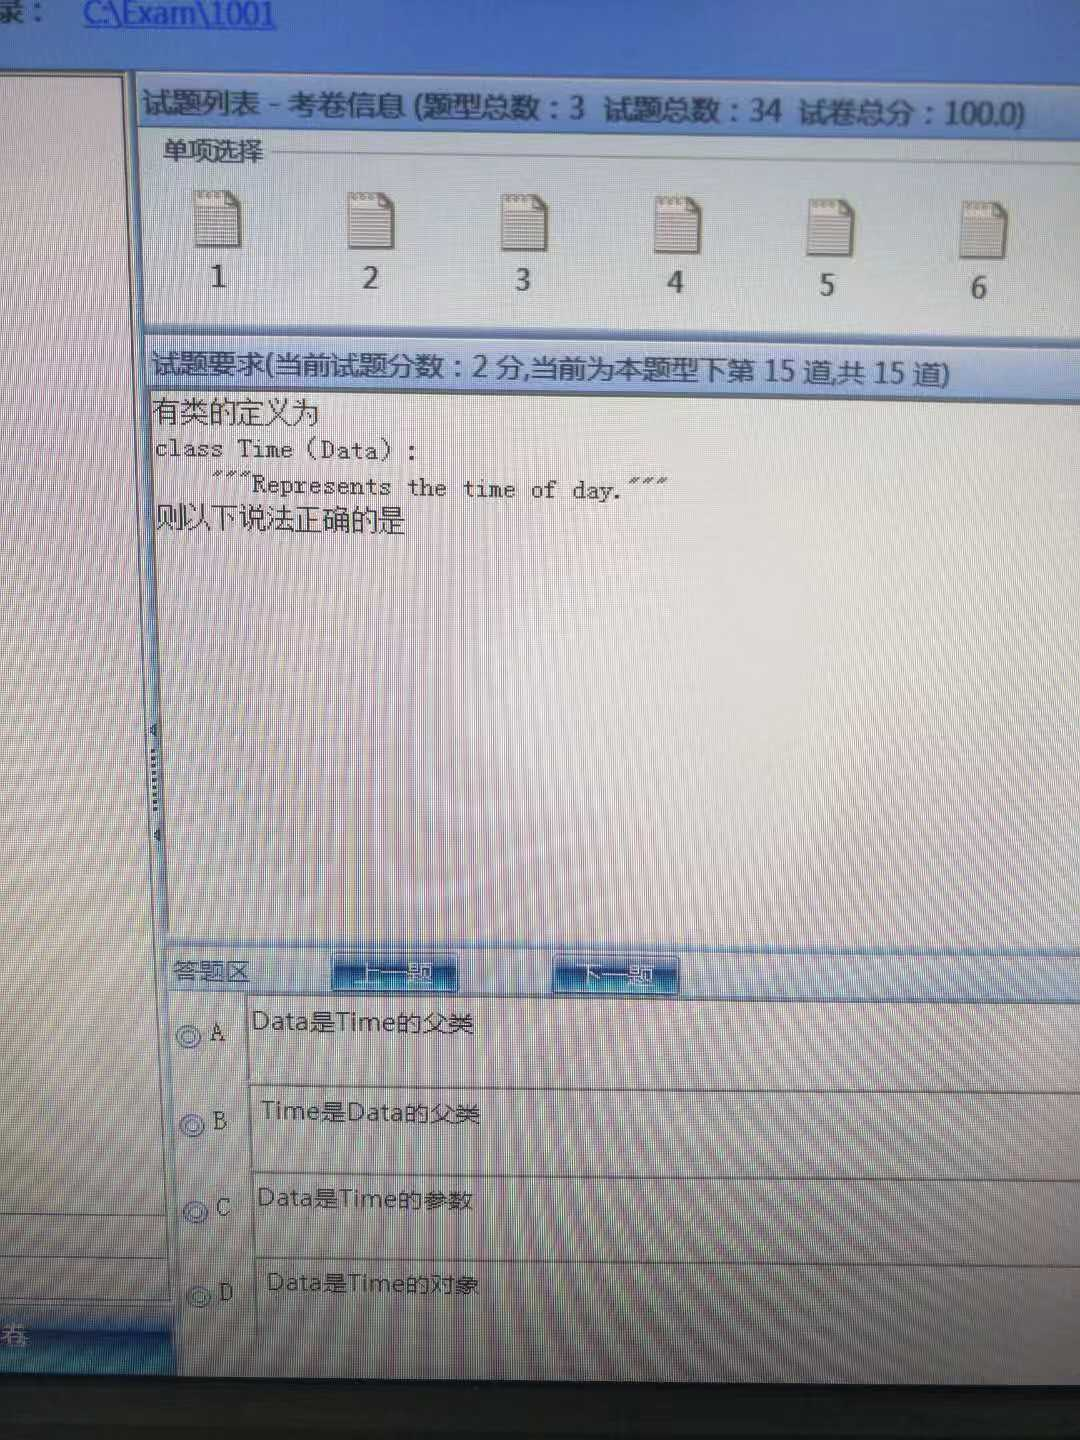 录： C:\Exam\1001
试题列表 - 考卷信息 (题型总数：3 试题总数：34 试卷总分：100.0)
单项选择
1 2 3 4 5 6
试题要求(当前试题分数：2 分,当前为本题型下第 15 道,共 15 道)
有类的定义为
class Time（Data）:
"""Represents the time of day."""
则以下说法正确的是
答题区 上一题 下一题
A Data是Time的父类
B Time是Data的父类
C Data是Time的参数
D Data是Time的对象
卷